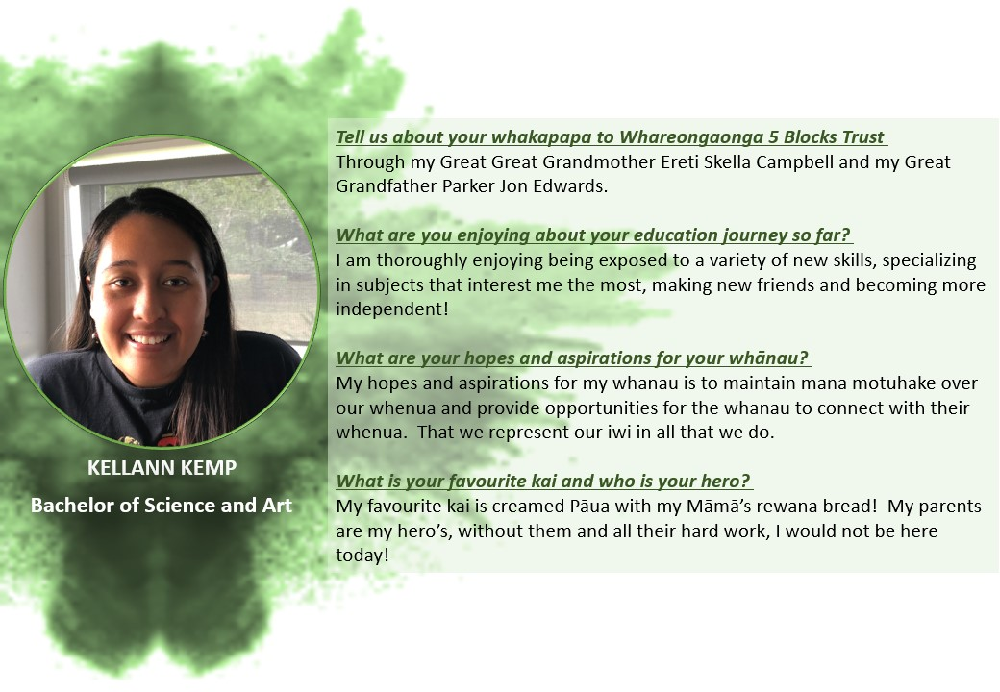 Tell us about your whakapapa to Whareongaonga 5 Blocks Trust
Through my Great Great Grandmother Ereti Skella Campbell and my Great
Grandfather Parker Jon Edwards.
What are you enjoying about your education journey so far?
I am thoroughly enjoying being exposed to a variety of new skills, specializing
in subjects that interest me the most, making new friends and becoming more
independent!
What are your hopes and aspirations for your whānau?
My hopes and aspirations for my whanau is to maintain mana motuhake over
our whenua and provide opportunities for the whanau to connect with their
whenua.  That we represent our iwi in all that we do.
What is your favourite kai and who is your hero?
My favourite kai is creamed Pāua with my Māmā’s rewana bread!  My parents
are my hero’s, without them and all their hard work, I would not be here
today!
KELLANN KEMP
Bachelor of Science and Art